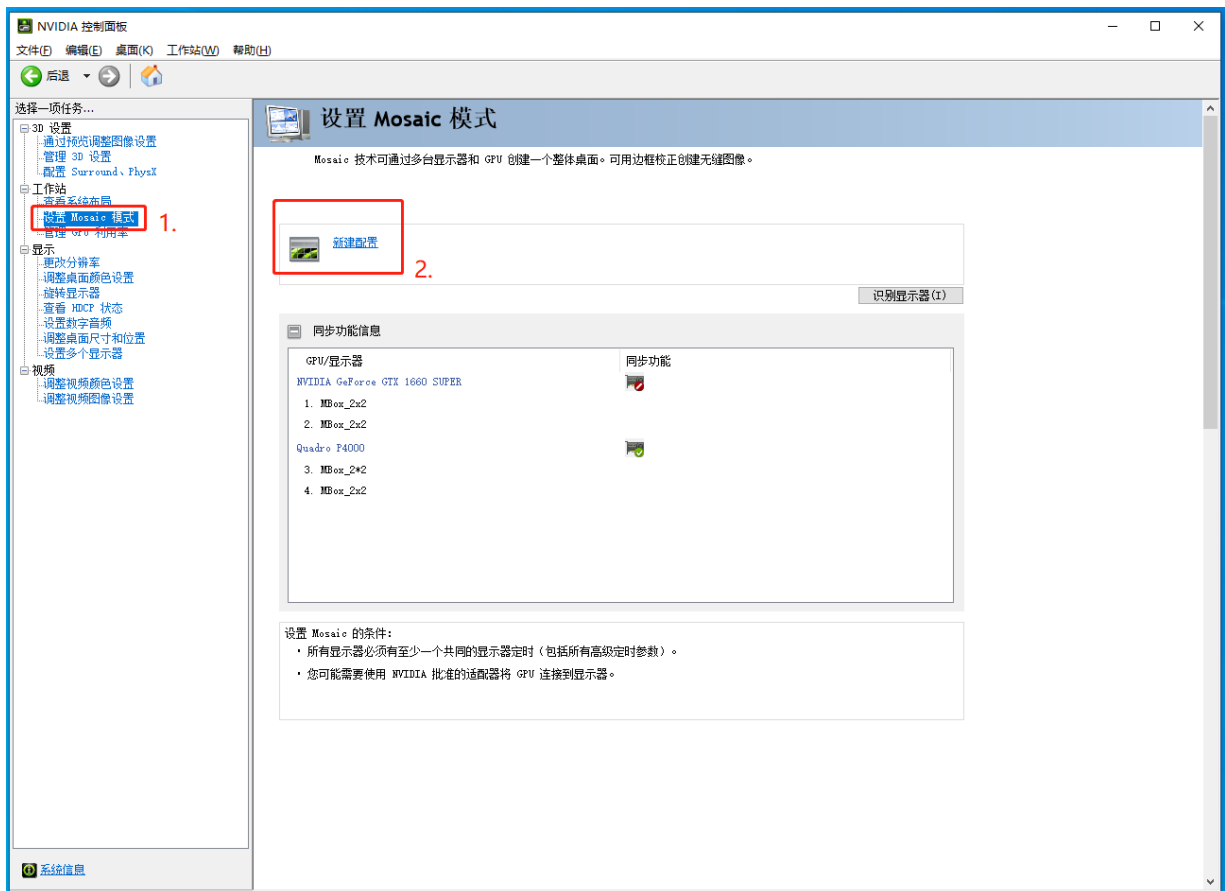 NVIDIA 控制面板
文件(F) 编辑(E) 桌面(K) 工作站(W) 帮助(H)
后退
选择一项任务...
3D 设置
通过预览调整图像设置
管理 3D 设置
配置 Surround、PhysX
工作站
查看系统布局
设置 Mosaic 模式
1.
管理 GPU 利用率
显示
更改分辨率
调整桌面颜色设置
旋转显示器
查看 HDCP 状态
设置数字音频
调整桌面尺寸和位置
设置多个显示器
视频
调整视频颜色设置
调整视频图像设置
系统信息
设置 Mosaic 模式
Mosaic 技术可通过多台显示器和 GPU 创建一个整体桌面。可用边框校正创建无缝图像。
新建配置
2.
识别显示器(I)
同步功能信息
GPU/显示器 同步功能
NVIDIA GeForce GTX 1660 SUPER
1. MBox_2x2
2. MBox_2x2
Quadro P4000
3. MBox_2*2
4. MBox_2x2
设置 Mosaic 的条件:
· 所有显示器必须有至少一个共同的显示器定时(包括所有高级定时参数)。
· 您可能需要使用 NVIDIA 批准的适配器将 GPU 连接到显示器。